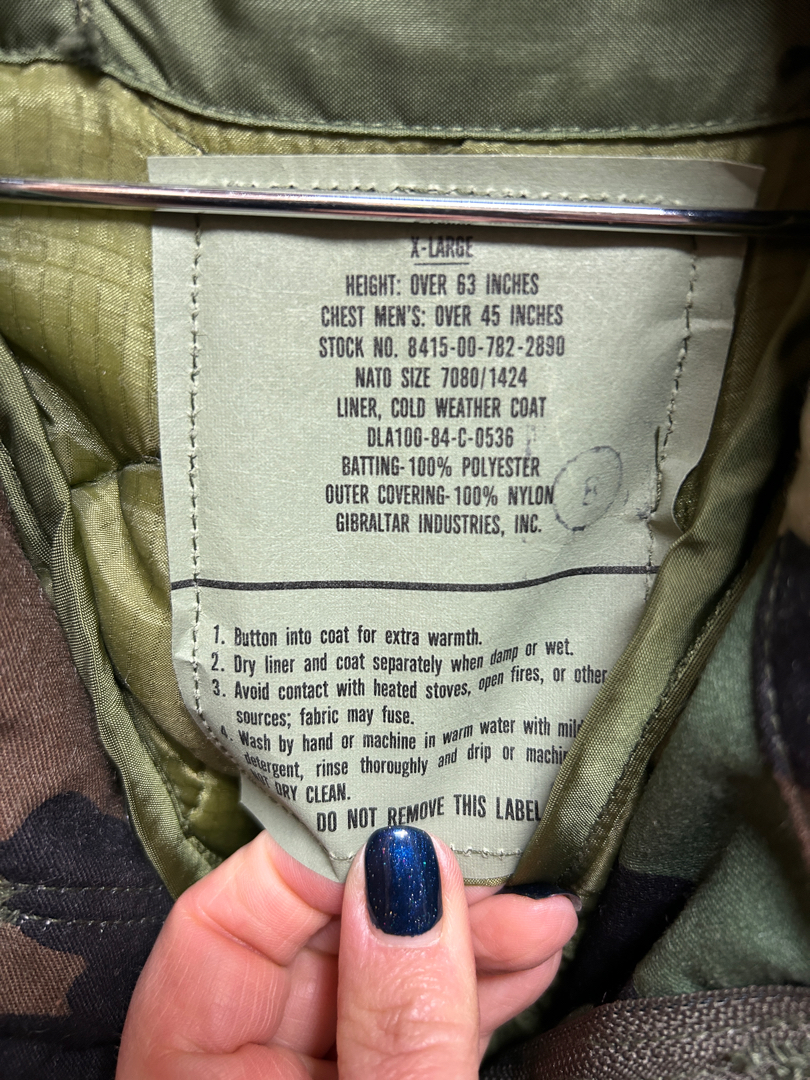 X-LARGE
HEIGHT: OVER 63 INCHES
CHEST MEN'S: OVER 45 INCHES
STOCK NO. 8415-00-782-2890
NATO SIZE 7080/1424
LINER, COLD WEATHER COAT
DLA100-84-C-0536
BATTING-100% POLYESTER
OUTER COVERING-100% NYLON
GIBRALTAR INDUSTRIES, INC.
1. Button into coat for extra warmth.
2. Dry liner and coat separately when damp or wet.
3. Avoid contact with heated stoves, open fires, or other
sources; fabric may fuse.
4. Wash by hand or machine in warm water with
detergent, rinse thoroughly and drip or
DRY CLEAN.
DO NOT REMOVE THIS LABEL